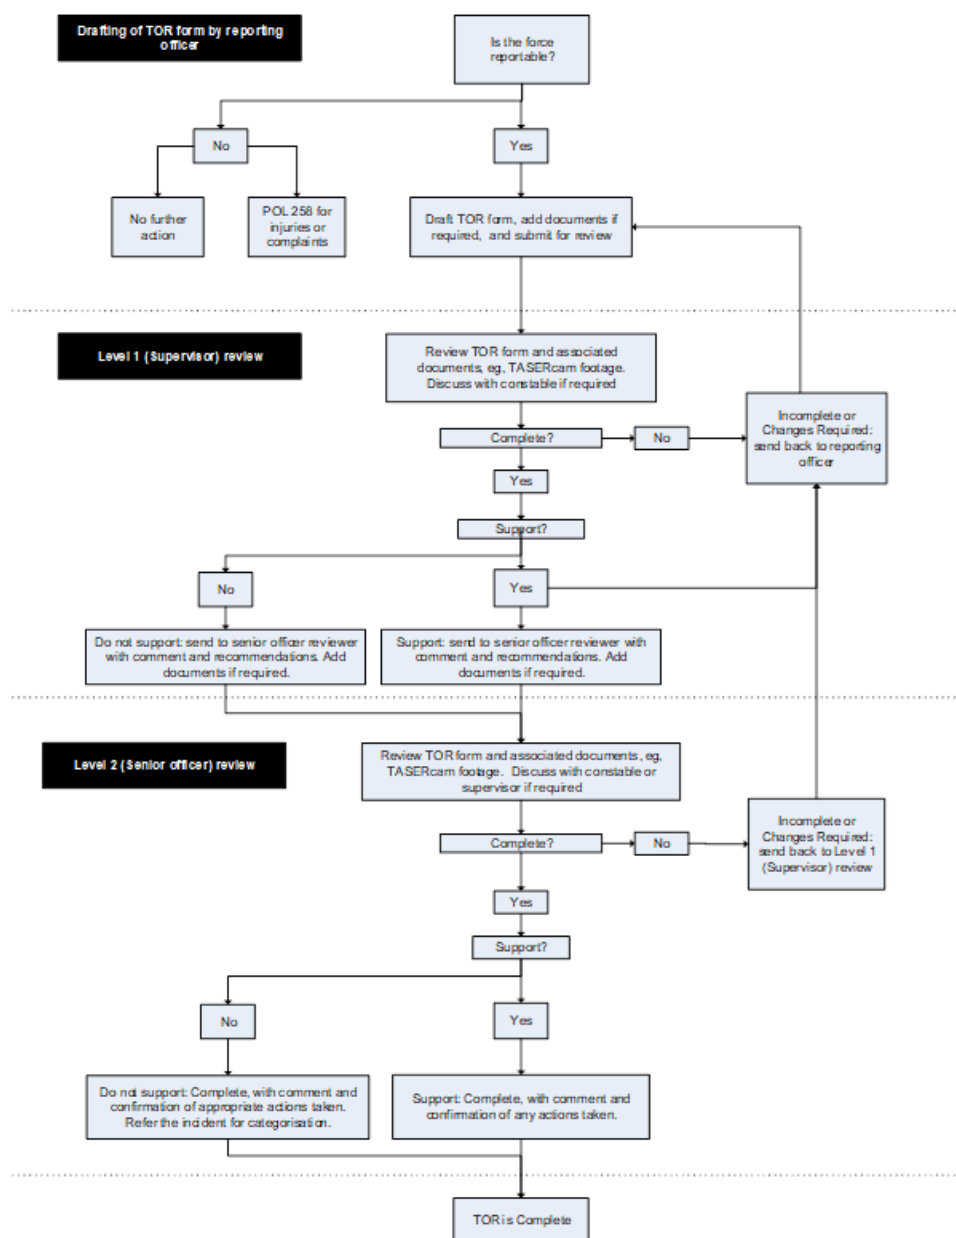 Drafting of TOR form by reporting
officer
Is the force
reportable?
No
Yes
No further
action
POL 258 for
injuries or
complaints
Draft TOR form, add documents if
required, and submit for review
Level 1 (Supervisor) review
Review TOR form and associated
documents, eg, TASERcam footage.
Discuss with constable if required
Incomplete or
Changes Required:
send back to reporting
officer
Complete?
No
Yes
Support?
No
Yes
Do not support: send to senior officer reviewer
with comment and recommendations. Add
documents if required.
Support: send to senior officer reviewer with
comment and recommendations. Add
documents if required.
Level 2 (Senior officer) review
Review TOR form and associated documents, eg,
TASERcam footage. Discuss with constable or
supervisor if required
Incomplete or
Changes Required:
send back to Level 1
(Supervisor) review
Complete?
No
Yes
Support?
No
Yes
Do not support: Complete, with comment and
confirmation of appropriate actions taken.
Refer the incident for categorisation.
Support: Complete, with comment and
confirmation of any actions taken.
TOR is Complete